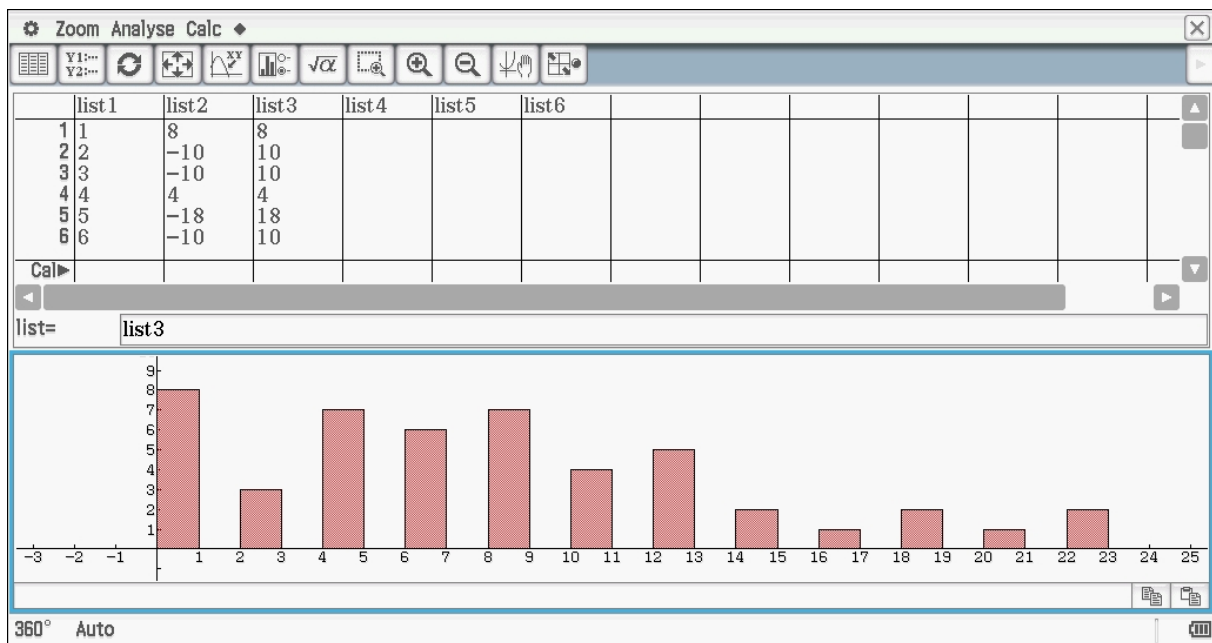 Zoom Analyse Calc ◆
Y1:···
Y2:···
XY
√α
list1 list2 list3 list4 list5 list6
1 1 8 8
2 2 −10 10
3 3 −10 10
4 4 4 4
5 5 −18 18
6 6 −10 10
Cal▶
list= list3
9
8
7
6
5
4
3
2
1
−3 −2 −1 1 2 3 4 5 6 7 8 9 10 11 12 13 14 15 16 17 18 19 20 21 22 23 24 25
360° Auto